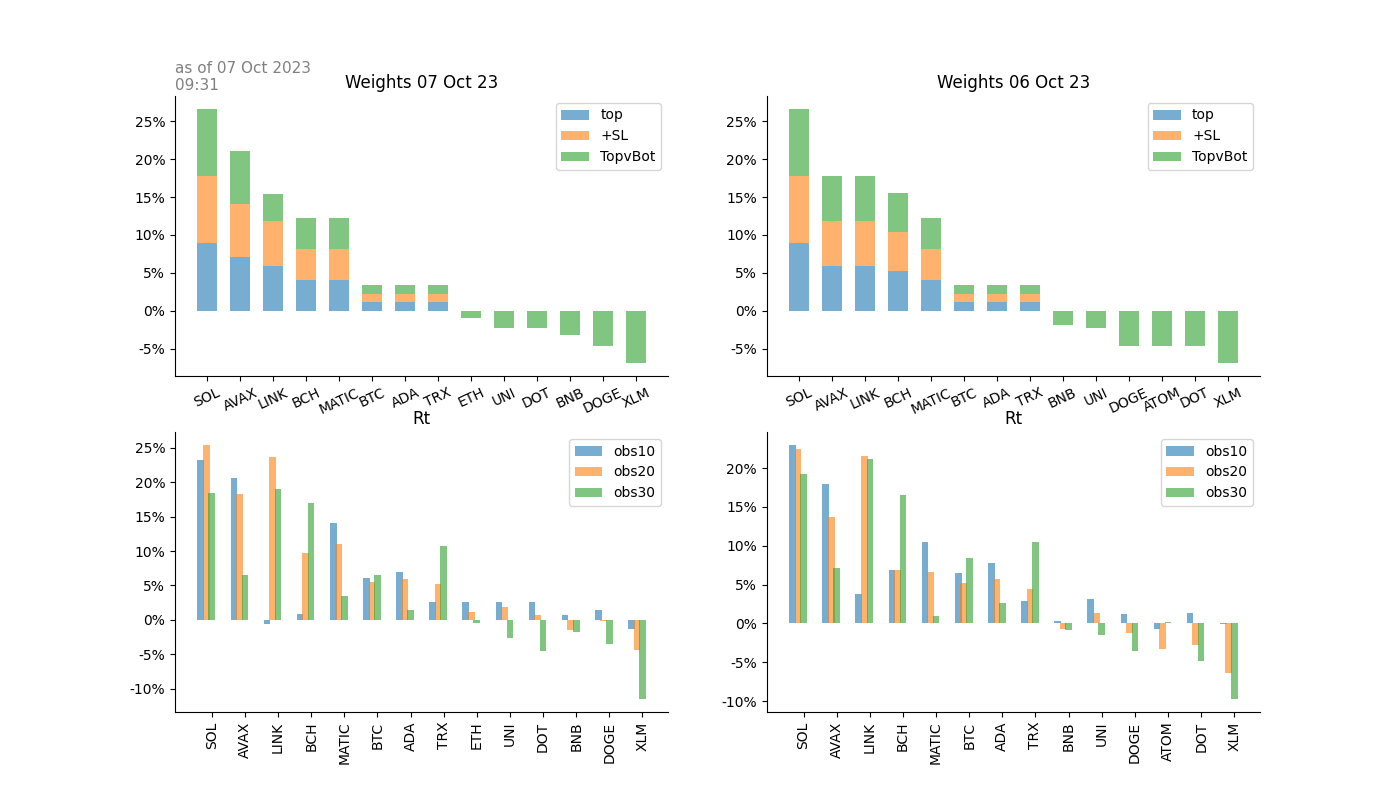 as of 07 Oct 2023
09:31
Weights 07 Oct 23
top
+SL
TopvBot
25%
20%
15%
10%
5%
0%
-5%
SOL AVAX LINK BCH MATIC BTC ADA TRX ETH UNI DOT BNB DOGE XLM
Weights 06 Oct 23
top
+SL
TopvBot
25%
20%
15%
10%
5%
0%
-5%
SOL AVAX LINK BCH MATIC BTC ADA TRX BNB UNI DOGE ATOM DOT XLM
Rt
obs10
obs20
obs30
25%
20%
15%
10%
5%
0%
-5%
-10%
SOL AVAX LINK BCH MATIC BTC ADA TRX ETH UNI DOT BNB DOGE XLM
Rt
obs10
obs20
obs30
20%
15%
10%
5%
0%
-5%
-10%
SOL AVAX LINK BCH MATIC BTC ADA TRX BNB UNI DOGE ATOM DOT XLM